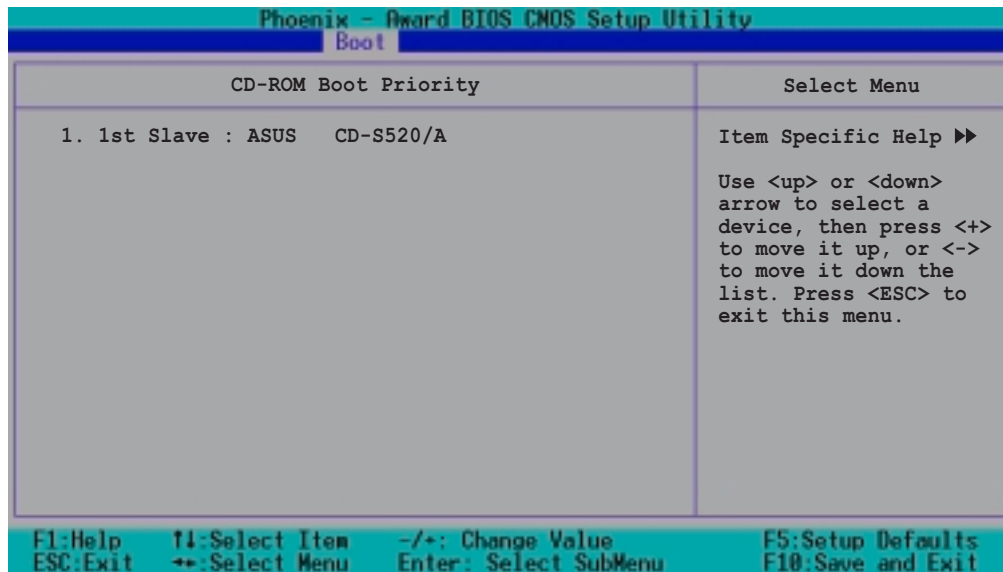 Phoenix - Award BIOS CMOS Setup Utility
Boot
CD-ROM Boot Priority
Select Menu
1. 1st Slave : ASUS CD-S520/A
Item Specific Help ▶▶
Use <up> or <down>
arrow to select a
device, then press <+>
to move it up, or <->
to move it down the
list. Press <ESC> to
exit this menu.
F1:Help ↑↓:Select Item -/+: Change Value F5:Setup Defaults
ESC:Exit ←→:Select Menu Enter: Select SubMenu F10:Save and Exit